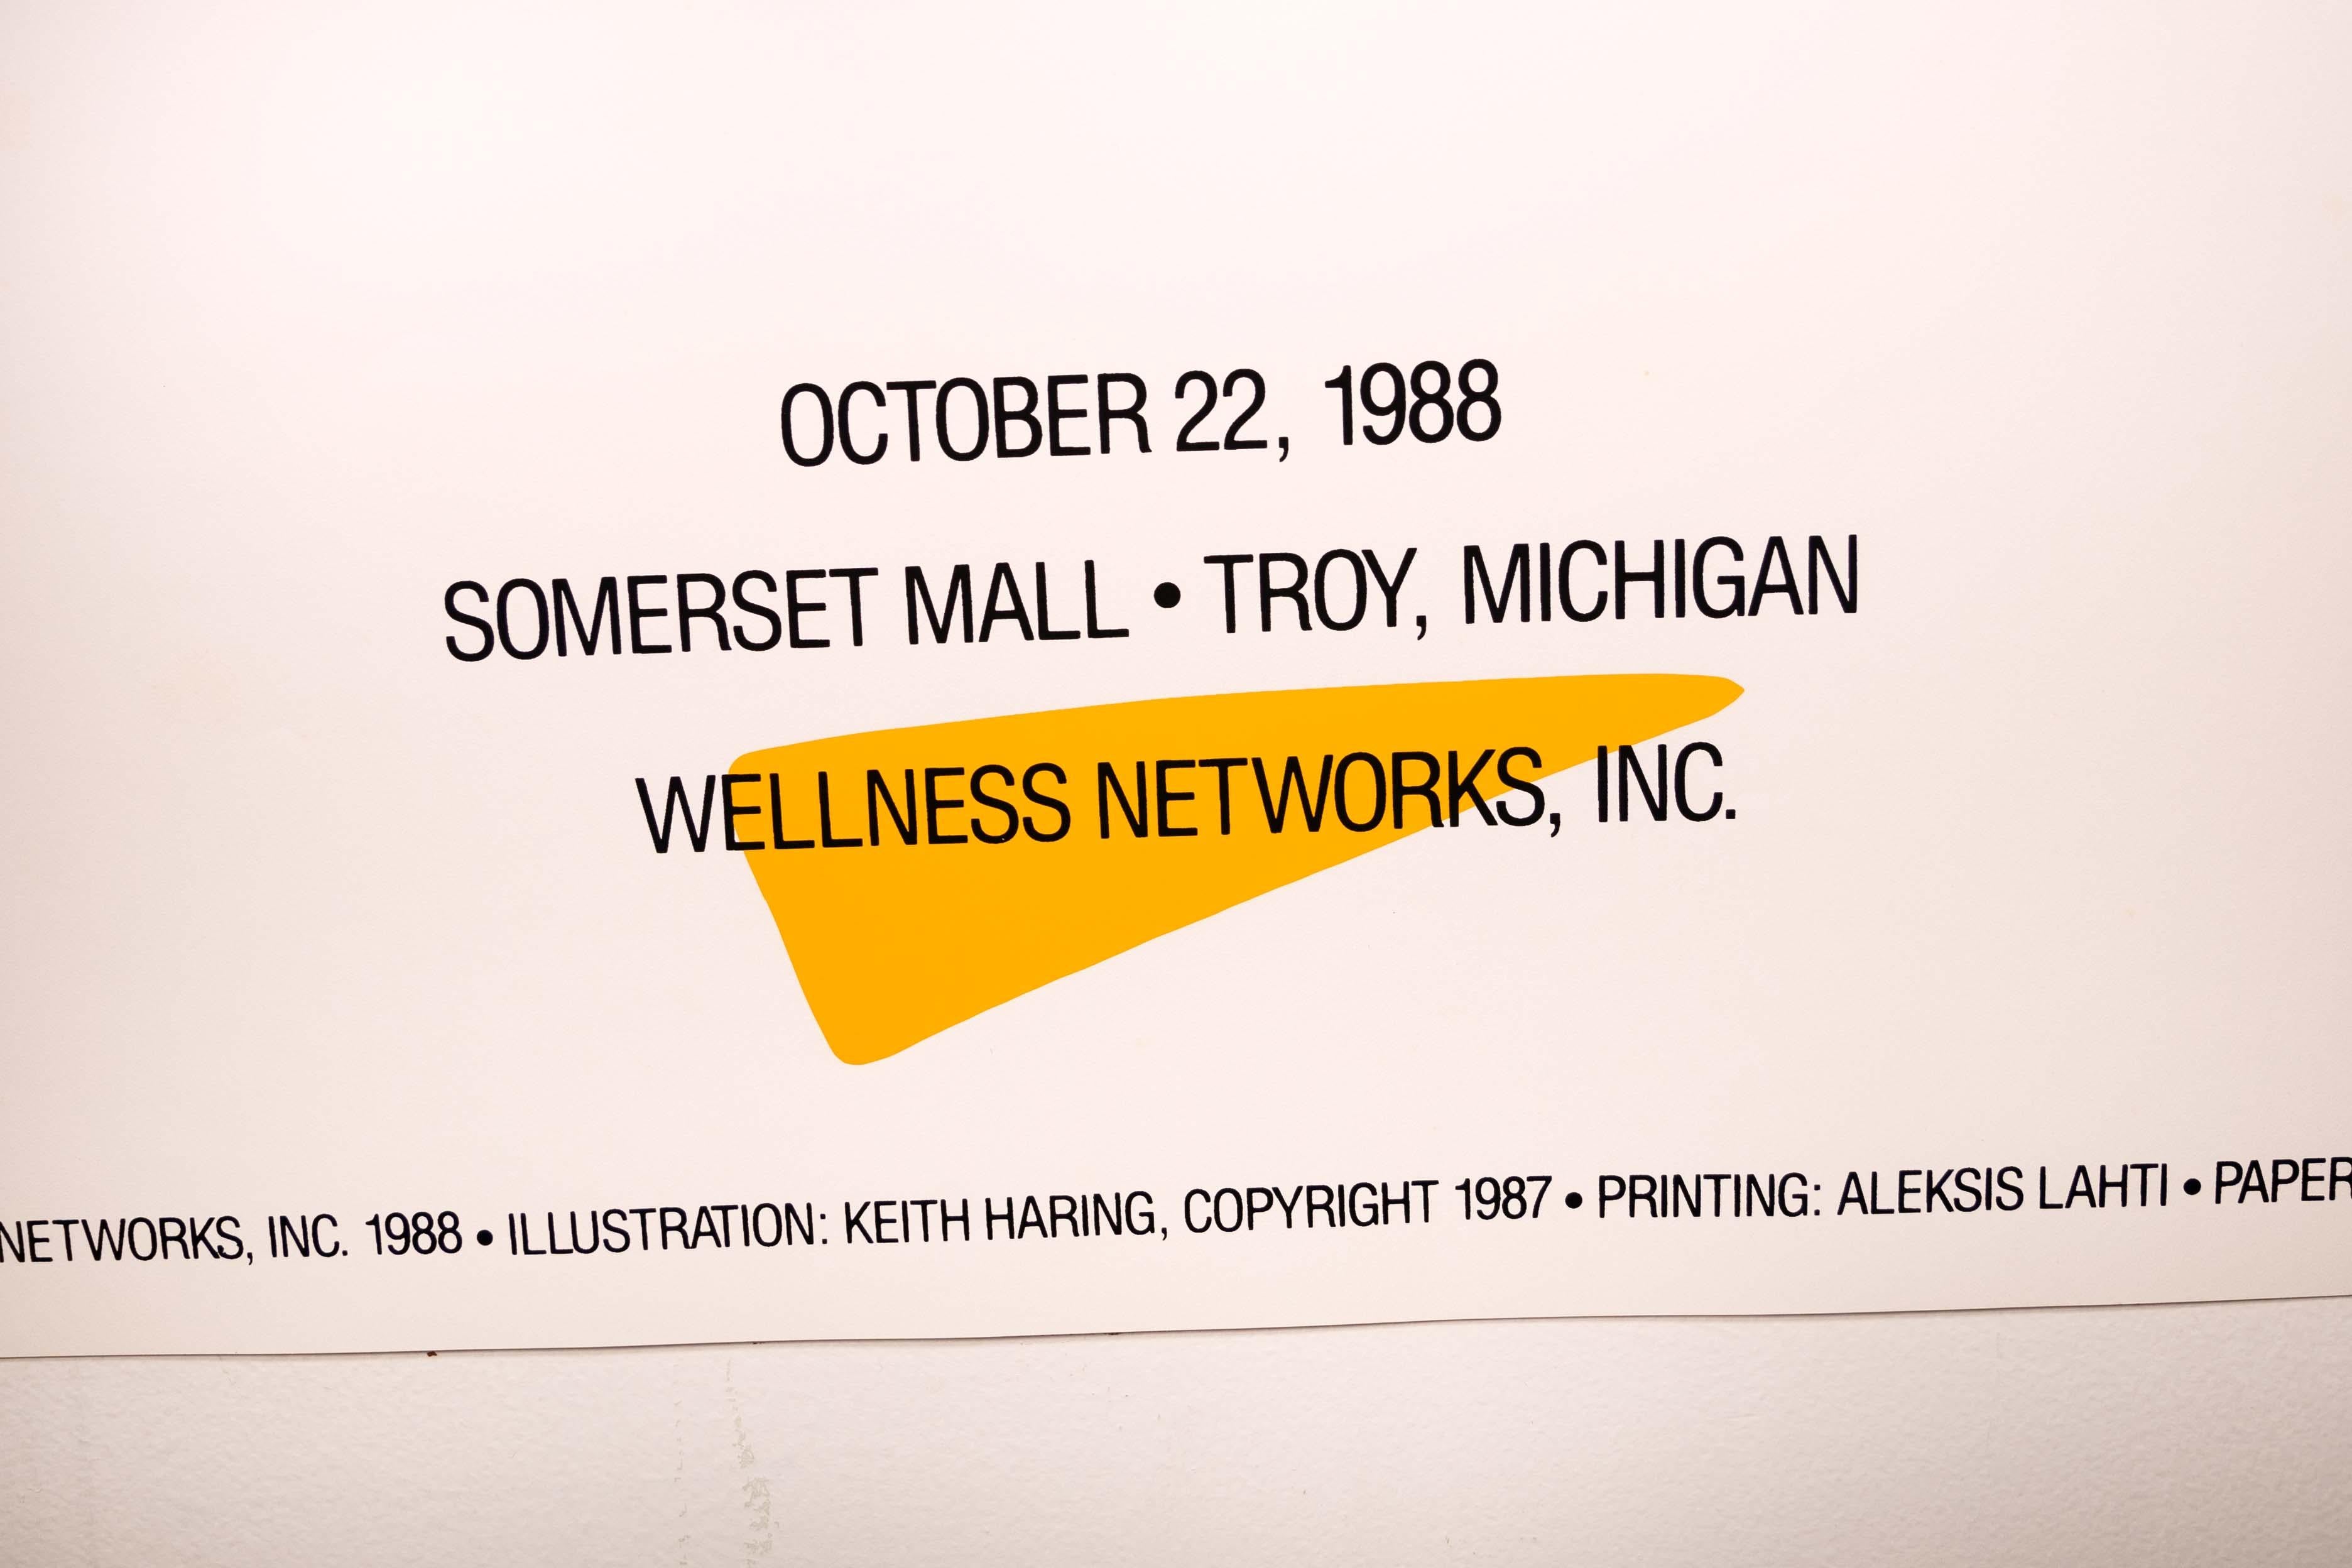 OCTOBER 22, 1988
SOMERSET MALL • TROY, MICHIGAN
WELLNESS NETWORKS, INC.
NETWORKS, INC. 1988 • ILLUSTRATION: KEITH HARING, COPYRIGHT 1987 • PRINTING: ALEKSIS LAHTI • PAPER